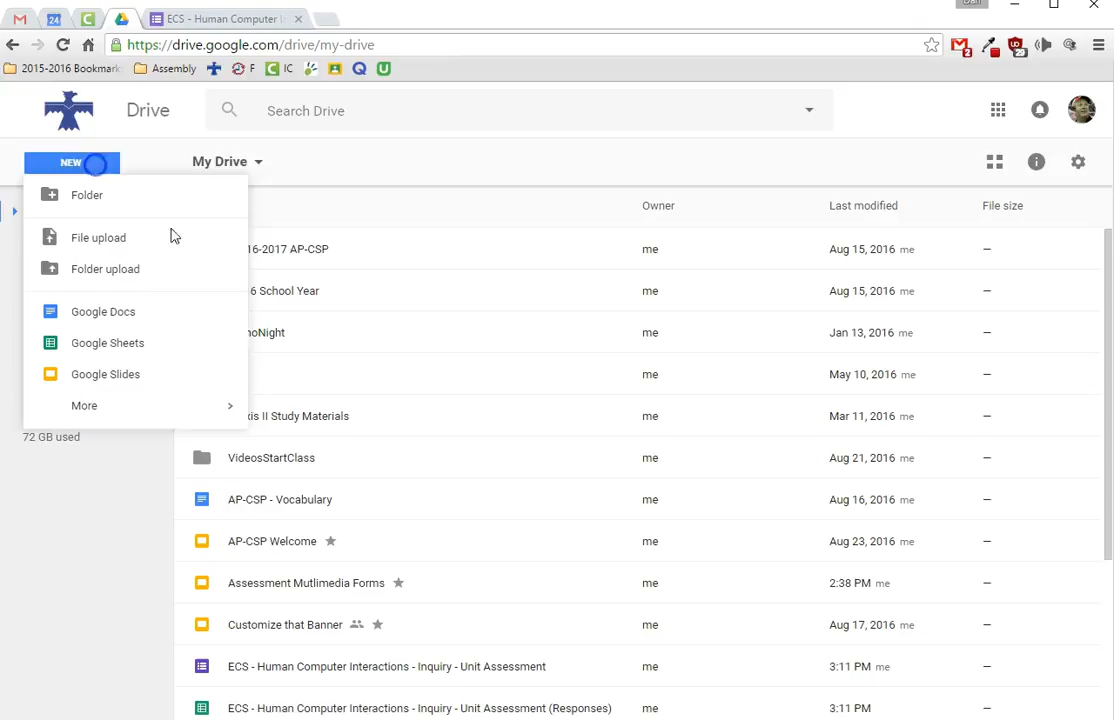 Dan
24
ECS - Human Computer I
https://drive.google.com/drive/my-drive
2
29
2015-2016 Bookmark
Assembly
F
IC
Drive
Search Drive
NEW
My Drive
Folder
File upload
Folder upload
Google Docs
Google Sheets
Google Slides
More
72 GB used
Owner
Last modified
File size
16-2017 AP-CSP
me
Aug 15, 2016 me
–
6 School Year
me
Aug 15, 2016 me
–
noNight
me
Jan 13, 2016 me
–
me
May 10, 2016 me
–
xis II Study Materials
me
Mar 11, 2016 me
–
VideosStartClass
me
Aug 21, 2016 me
–
AP-CSP - Vocabulary
me
Aug 16, 2016 me
–
AP-CSP Welcome
me
Aug 23, 2016 me
–
Assessment Mutlimedia Forms
me
2:38 PM me
–
Customize that Banner
me
Aug 17, 2016 me
–
ECS - Human Computer Interactions - Inquiry - Unit Assessment
me
3:11 PM me
–
ECS - Human Computer Interactions - Inquiry - Unit Assessment (Responses)
me
3:11 PM
–